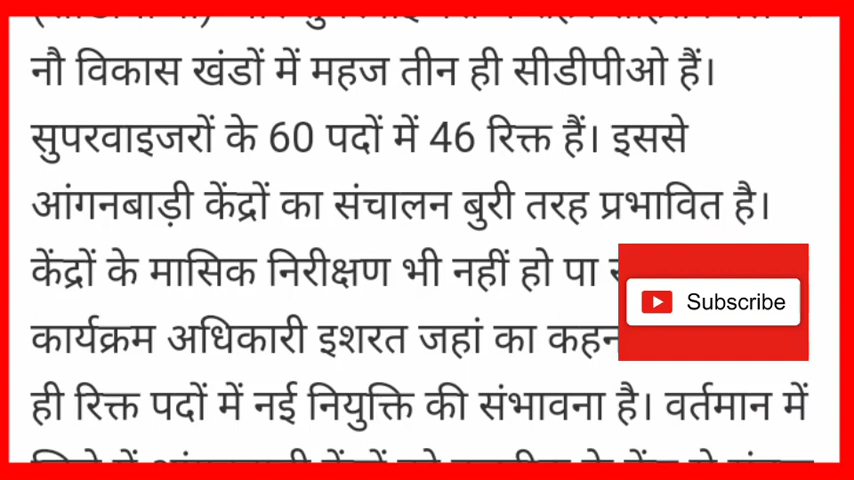 नौ विकास खंडों में महज तीन ही सीडीपीओ हैं।
सुपरवाइजरों के 60 पदों में 46 रिक्त हैं। इससे
आंगनबाड़ी केंद्रों का संचालन बुरी तरह प्रभावित है।
केंद्रों के मासिक निरीक्षण भी नहीं हो पा
Subscribe
कार्यक्रम अधिकारी इशरत जहां का
ही रिक्त पदों में नई नियुक्ति की संभावना है। वर्तमान में